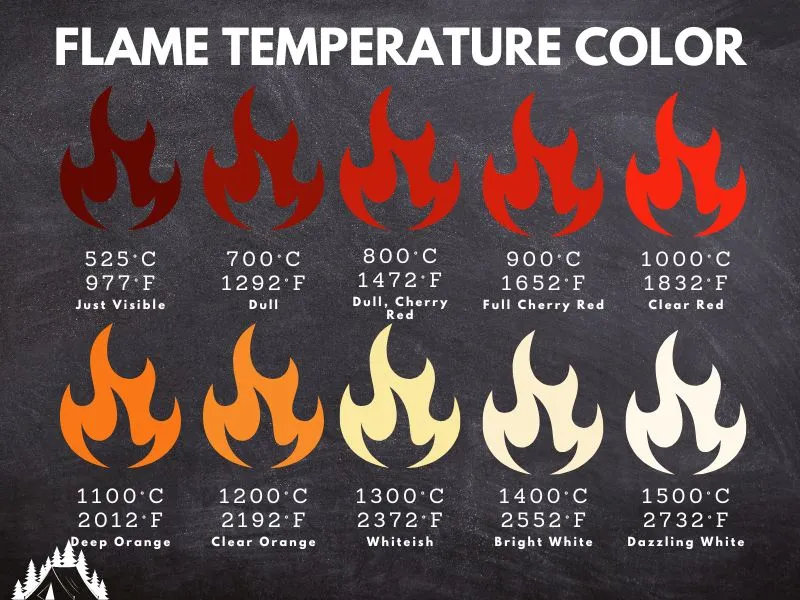 FLAME TEMPERATURE COLOR
525°C
977°F
Just Visible
700°C
1292°F
Dull
800°C
1472°F
Dull, Cherry
Red
900°C
1652°F
Full Cherry Red
1000°C
1832°F
Clear Red
1100°C
2012°F
Deep Orange
1200°C
2192°F
Clear Orange
1300°C
2372°F
Whiteish
1400°C
2552°F
Bright White
1500°C
2732°F
Dazzling White